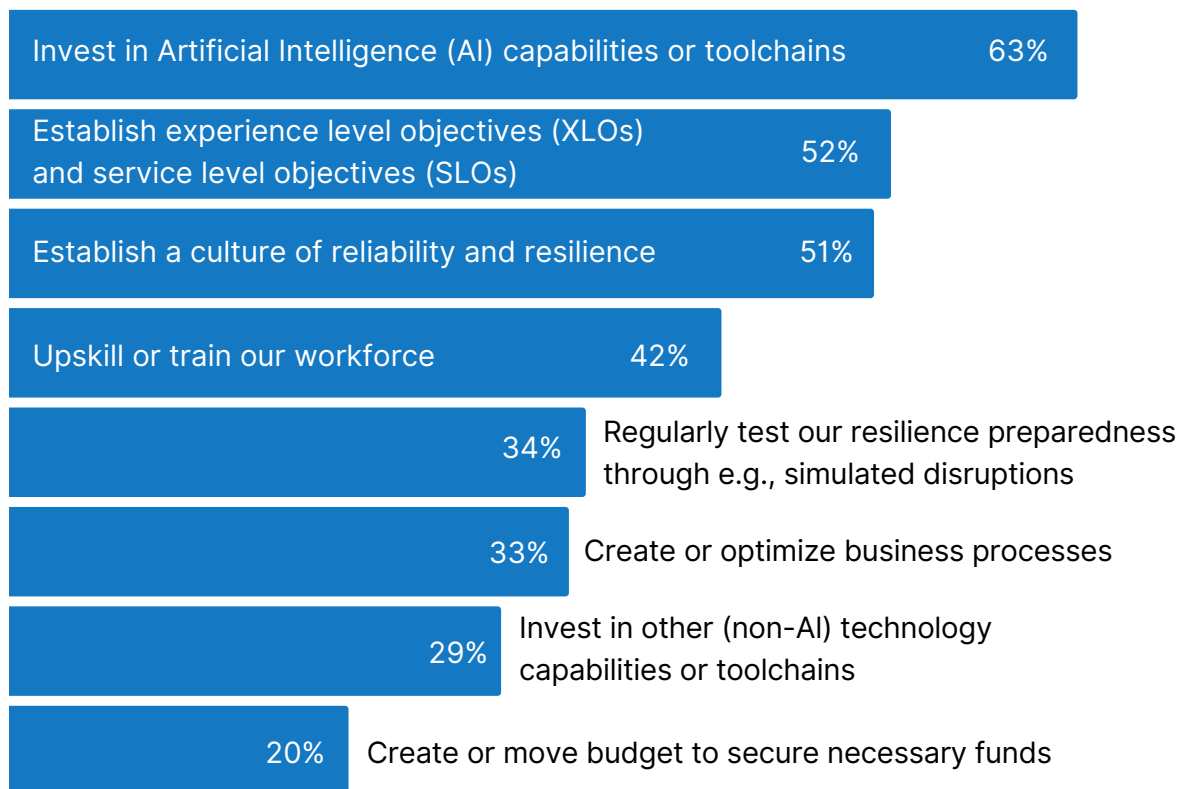 Invest in Artificial Intelligence (AI) capabilities or toolchains 63%
Establish experience level objectives (XLOs)
and service level objectives (SLOs)
52%
Establish a culture of reliability and resilience 51%
Upskill or train our workforce 42%
34%
Regularly test our resilience preparedness
through e.g., simulated disruptions
33% Create or optimize business processes
29%
Invest in other (non-AI) technology
capabilities or toolchains
20% Create or move budget to secure necessary funds